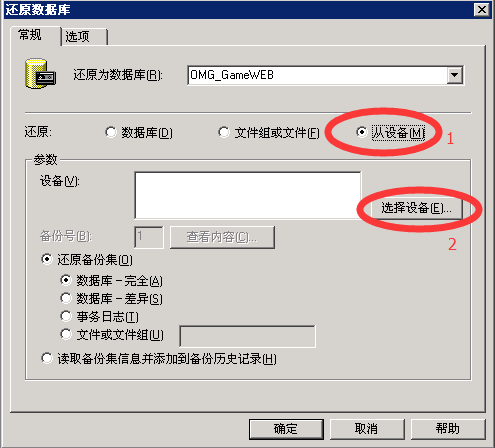 还原数据库
常规 选项
还原为数据库(R): OMG_GameWEB
还原: 数据库(D) 文件组或文件(F) 从设备(M) 1
参数
设备(V):
选择设备(E)...
2
备份号(B): 1 查看内容(C)...
还原备份集(O)
数据库－完全(A)
数据库－差异(S)
事务日志(T)
文件或文件组(U)
读取备份集信息并添加到备份历史记录(H)
确定 取消 帮助